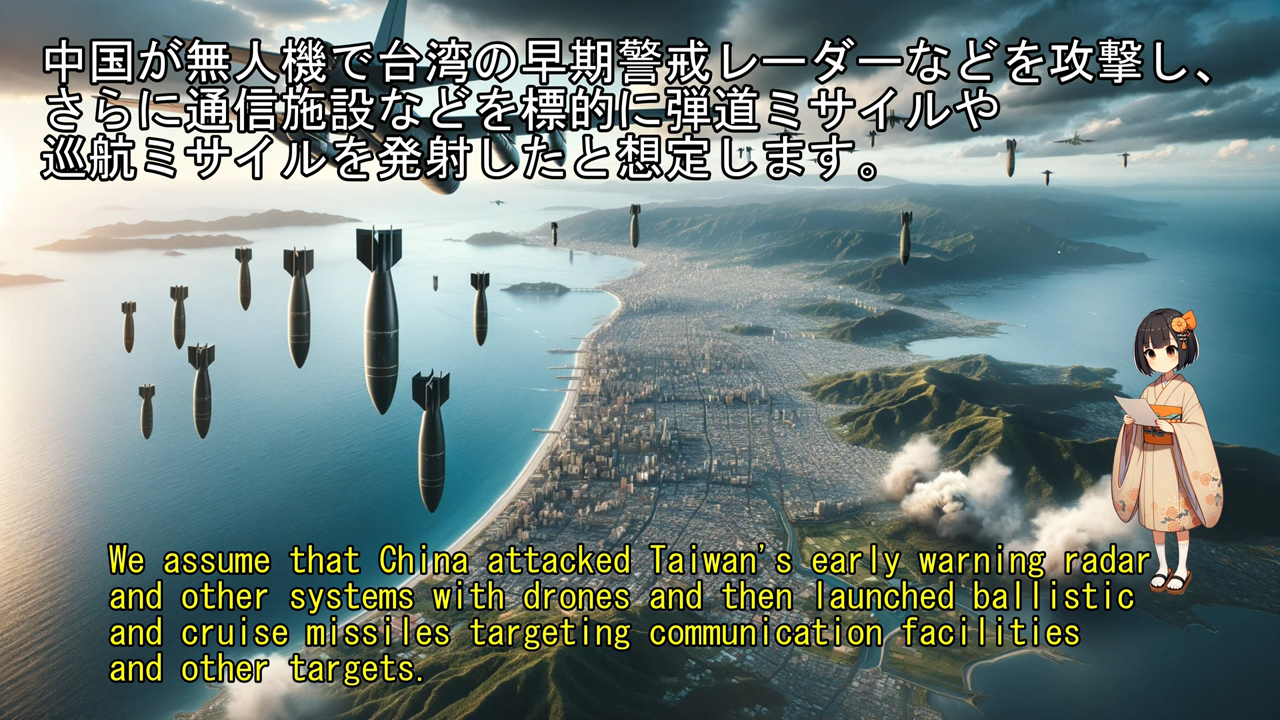 中国が無人機で台湾の早期警戒レーダーなどを攻撃し、
さらに通信施設などを標的に弾道ミサイルや
巡航ミサイルを発射したと想定します。
We assume that China attacked Taiwan's early warning radar
and other systems with drones and then launched ballistic
and cruise missiles targeting communication facilities
and other targets.